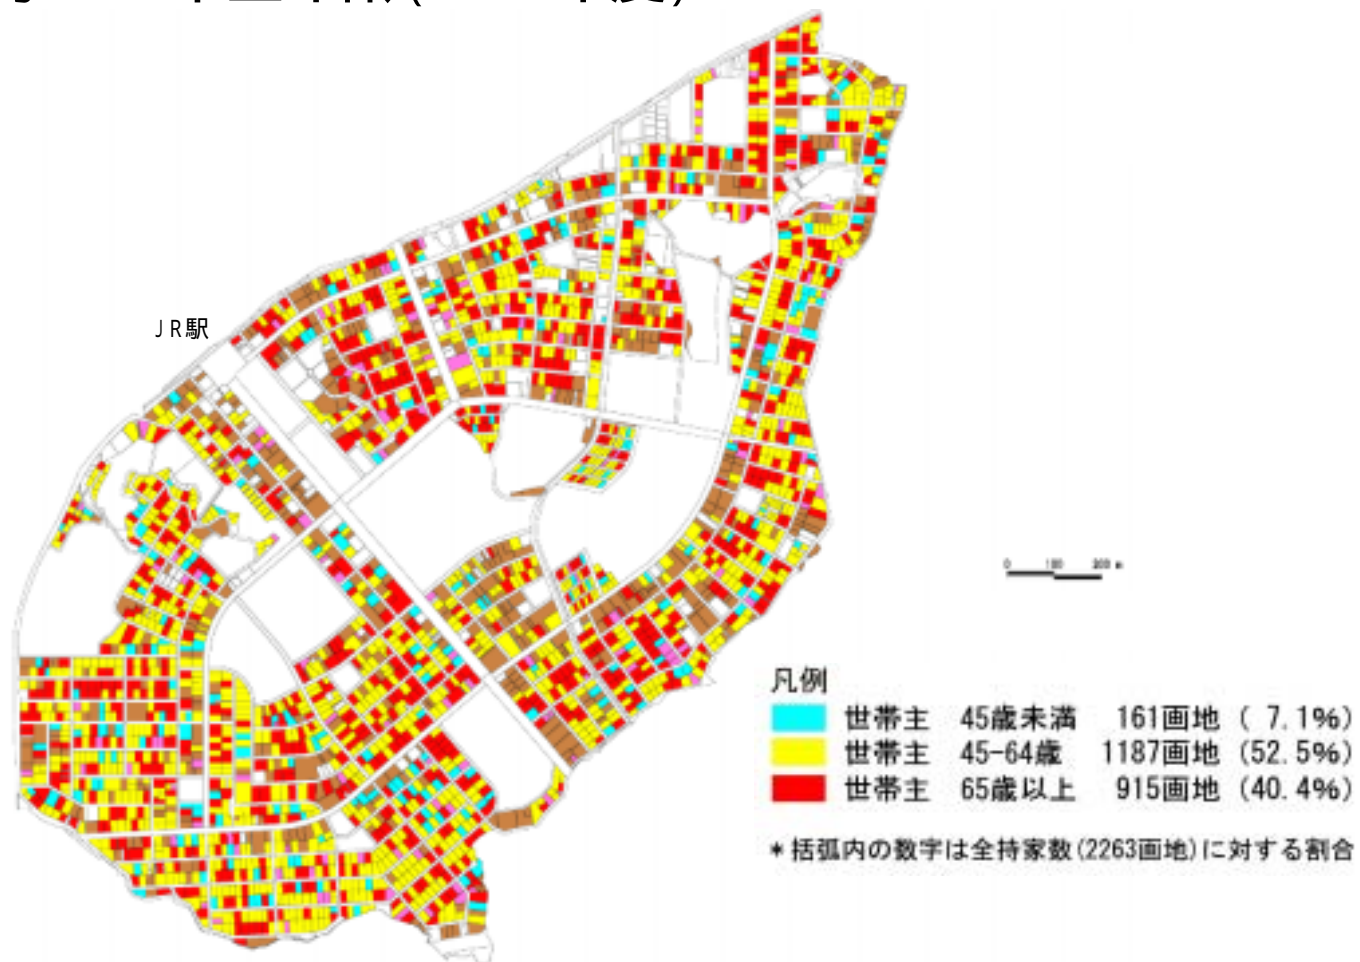 JR駅
0 100 200 m
凡例
世帯主 45歳未満 161画地 ( 7.1%)
世帯主 45-64歳 1187画地 (52.5%)
世帯主 65歳以上 915画地 (40.4%)
*括弧内の数字は全持家数(2263画地)に対する割合